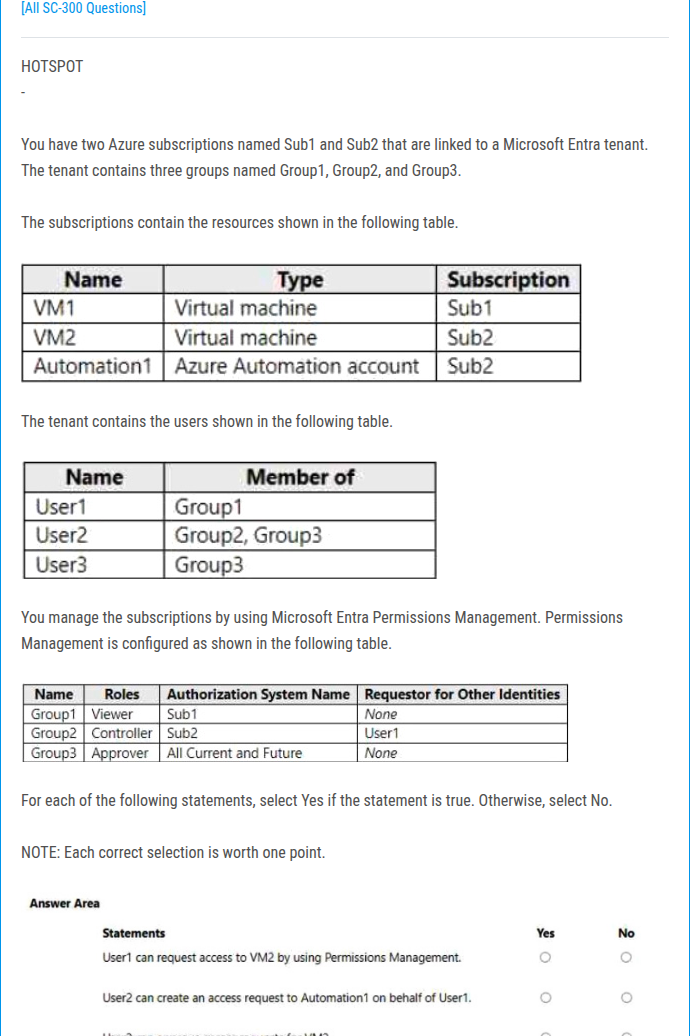 [All SC-300 Questions]
HOTSPOT
-
You have two Azure subscriptions named Sub1 and Sub2 that are linked to a Microsoft Entra tenant.
The tenant contains three groups named Group1, Group2, and Group3.
The subscriptions contain the resources shown in the following table.
Name Type Subscription
VM1 Virtual machine Sub1
VM2 Virtual machine Sub2
Automation1 Azure Automation account Sub2
The tenant contains the users shown in the following table.
Name Member of
User1 Group1
User2 Group2, Group3
User3 Group3
You manage the subscriptions by using Microsoft Entra Permissions Management. Permissions
Management is configured as shown in the following table.
Name Roles Authorization System Name Requestor for Other Identities
Group1 Viewer Sub1 None
Group2 Controller Sub2 User1
Group3 Approver All Current and Future None
For each of the following statements, select Yes if the statement is true. Otherwise, select No.
NOTE: Each correct selection is worth one point.
Answer Area
Statements Yes No
User1 can request access to VM2 by using Permissions Management.
User2 can create an access request to Automation1 on behalf of User1.